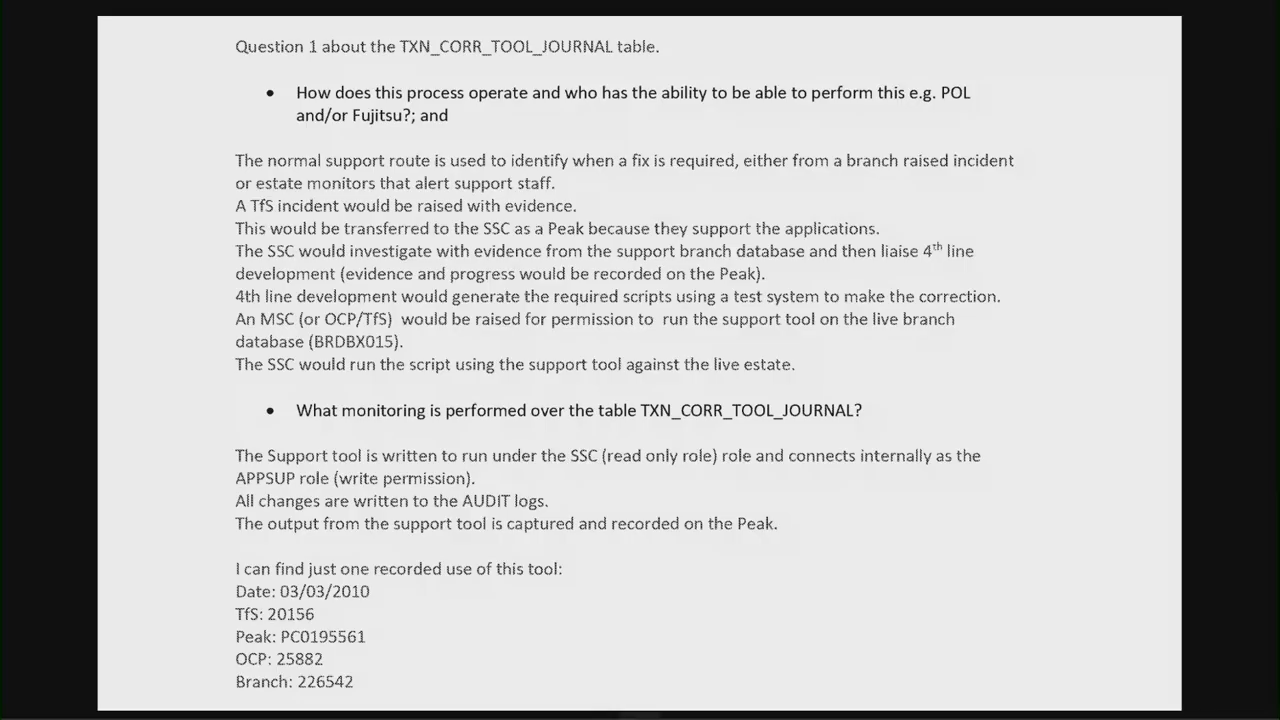 Question 1 about the TXN_CORR_TOOL_JOURNAL table.
• How does this process operate and who has the ability to be able to perform this e.g. POL
and/or Fujitsu?; and
The normal support route is used to identify when a fix is required, either from a branch raised incident
or estate monitors that alert support staff.
A TfS incident would be raised with evidence.
This would be transferred to the SSC as a Peak because they support the applications.
The SSC would investigate with evidence from the support branch database and then liaise 4th line
development (evidence and progress would be recorded on the Peak).
4th line development would generate the required scripts using a test system to make the correction.
An MSC (or OCP/TfS)  would be raised for permission to  run the support tool on the live branch
database (BRDBX015).
The SSC would run the script using the support tool against the live estate.
• What monitoring is performed over the table TXN_CORR_TOOL_JOURNAL?
The Support tool is written to run under the SSC (read only role) role and connects internally as the
APPSUP role (write permission).
All changes are written to the AUDIT logs.
The output from the support tool is captured and recorded on the Peak.
I can find just one recorded use of this tool:
Date: 03/03/2010
TfS: 20156
Peak: PC0195561
OCP: 25882
Branch: 226542